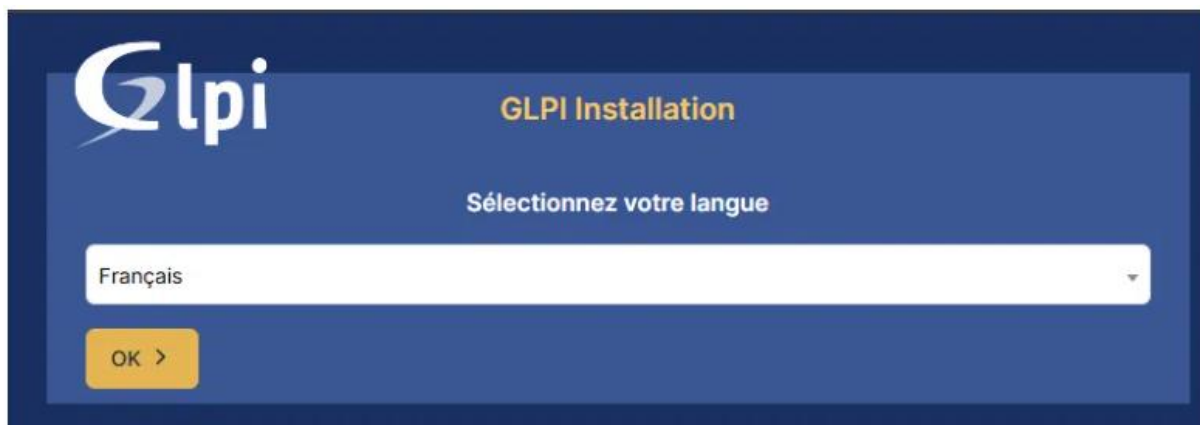 Glpi
GLPI Installation
Sélectionnez votre langue
Français
OK >